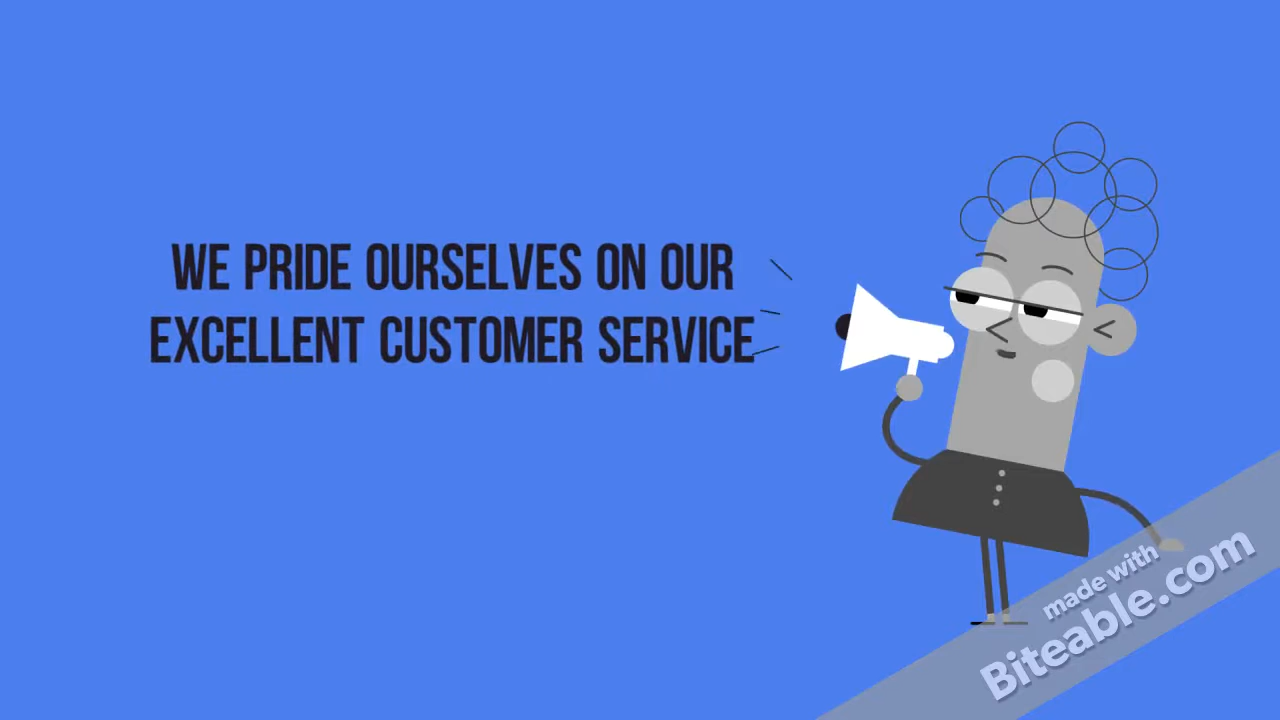 WE PRIDE OURSELVES ON OUR
EXCELLENT CUSTOMER SERVICE
made with
Biteable.com